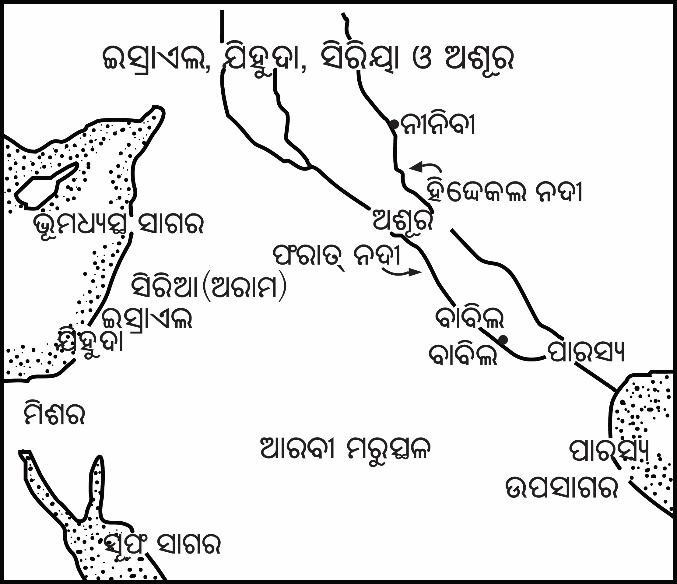 ଇସ୍ରାଏଲ, ଯିହୁଦା, ସିରିୟା ଓ ଅଶୂର
ନୀନିବୀ
ହିଦ୍ଦେକଲ ନଦୀ
ଭୂମଧ୍ୟସ୍ଥ ସାଗର
ଅଶୂର
ଫରାତ୍ ନଦୀ
ସିରିଆ (ଅରାମ)
ଇସ୍ରାଏଲ
ଯିହୁଦା
ବାବିଲ
ବାବିଲ
ପାରସ୍ୟ
ମିଶର
ଆରବୀ ମରୁସ୍ଥଳ
ପାରସ୍ୟ
ଉପସାଗର
ସୂଫ ସାଗର